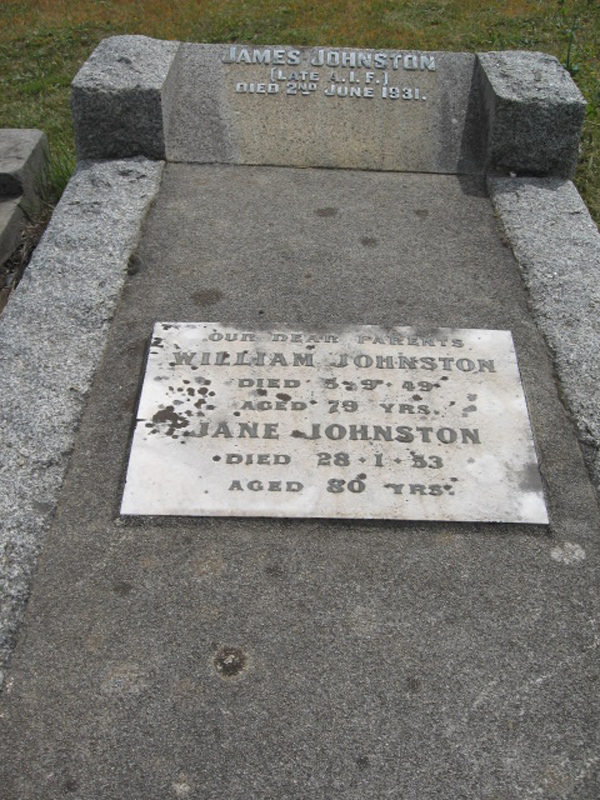 JAMES JOHNSTON
(LATE A.I.F.)
DIED 2ND JUNE 1931.
OUR DEAR PARENTS
WILLIAM JOHNSTON
DIED 5·9·49
AGED 79 YRS.
JANE JOHNSTON
DIED 28·1·53
AGED 80 YRS.